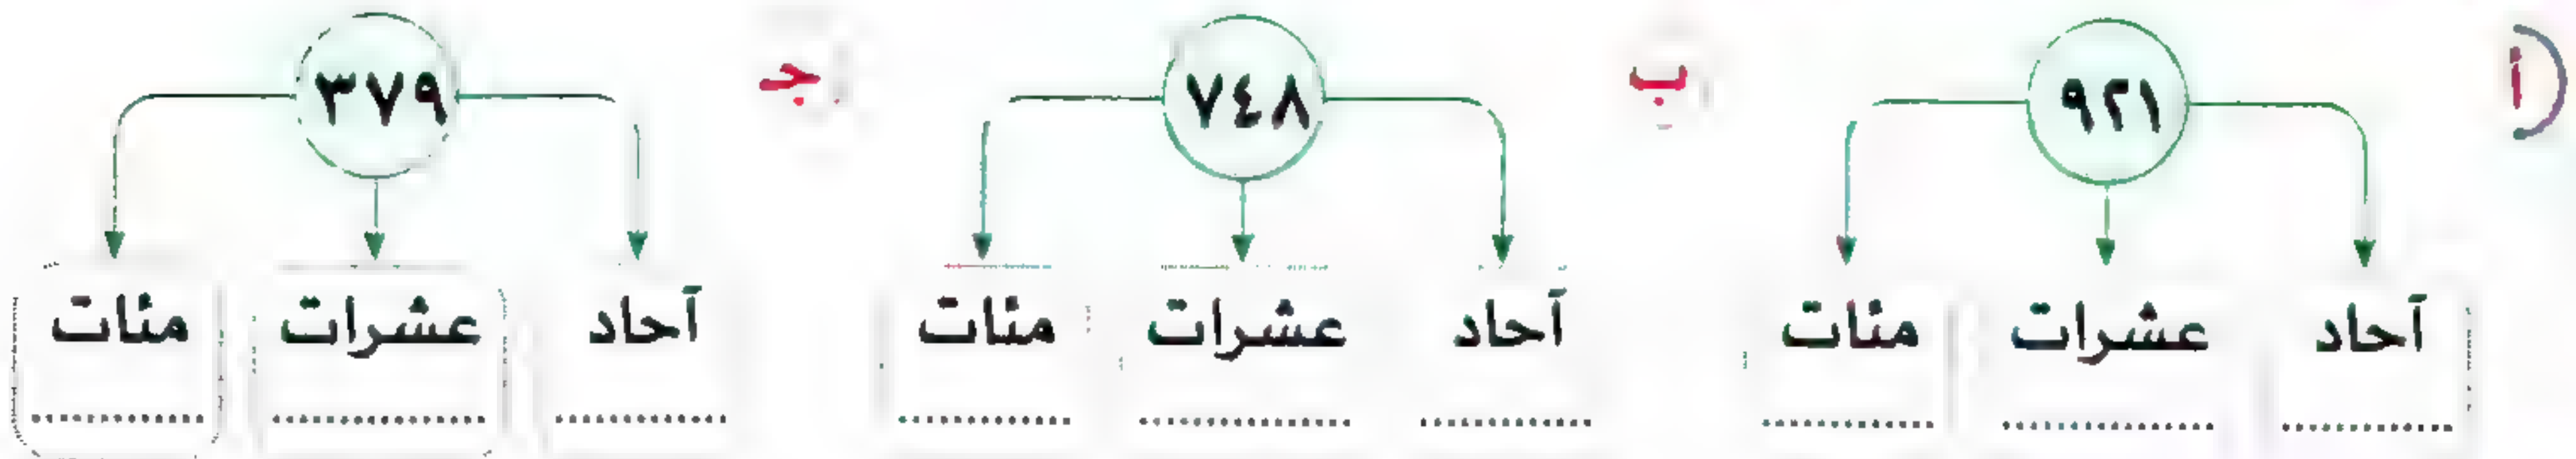 أ ٩٢١ ب ٧٤٨ جـ ٣٧٩
آحاد عشرات مئات آحاد عشرات مئات آحاد عشرات مئات
............ ............ ............ ............ ............ ............ ............ ............ ............